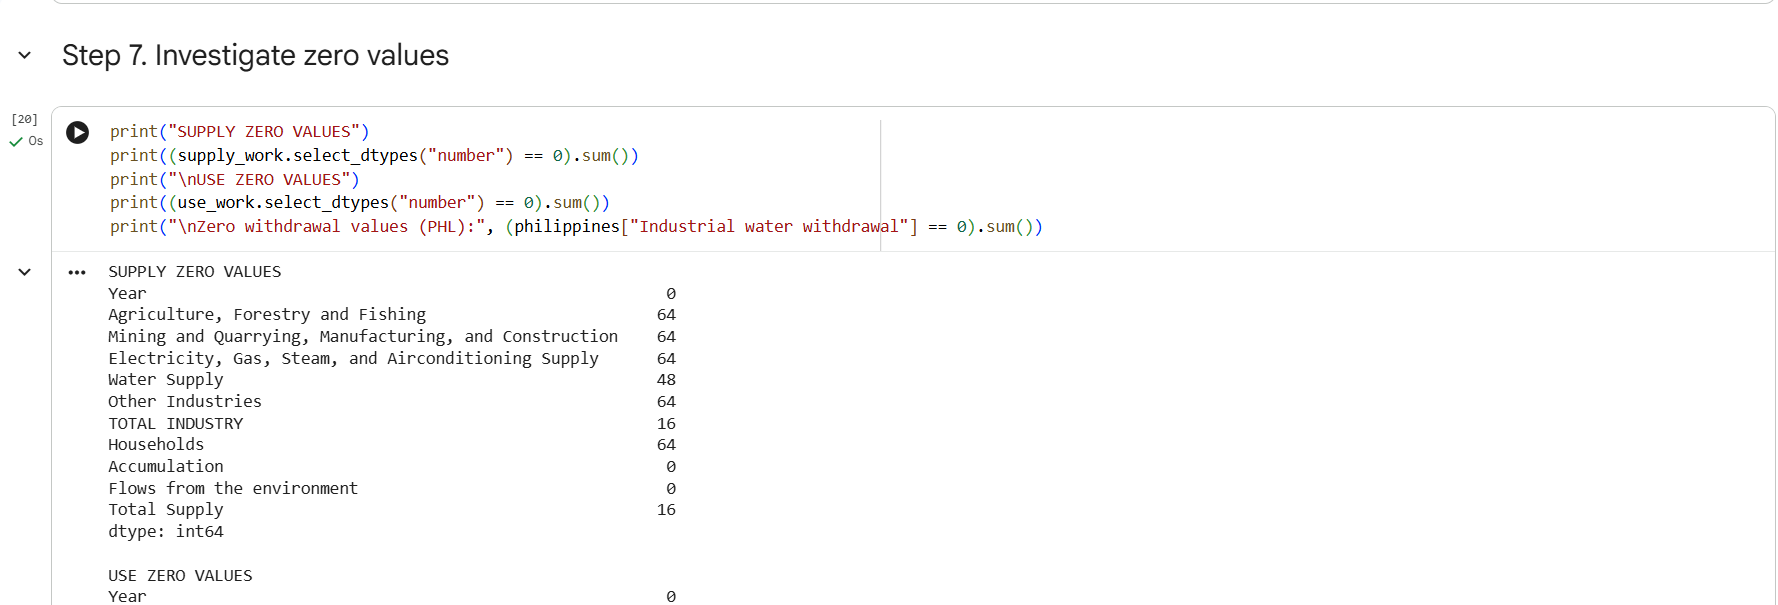 Step 7. Investigate zero values
[20]
0s
print("SUPPLY ZERO VALUES")
print((supply_work.select_dtypes("number") == 0).sum())
print("\nUSE ZERO VALUES")
print((use_work.select_dtypes("number") == 0).sum())
print("\nZero withdrawal values (PHL):", (philippines["Industrial water withdrawal"] == 0).sum())
SUPPLY ZERO VALUES
Year 0
Agriculture, Forestry and Fishing 64
Mining and Quarrying, Manufacturing, and Construction 64
Electricity, Gas, Steam, and Airconditioning Supply 64
Water Supply 48
Other Industries 64
TOTAL INDUSTRY 16
Households 64
Accumulation 0
Flows from the environment 0
Total Supply 16
dtype: int64
USE ZERO VALUES
Year 0